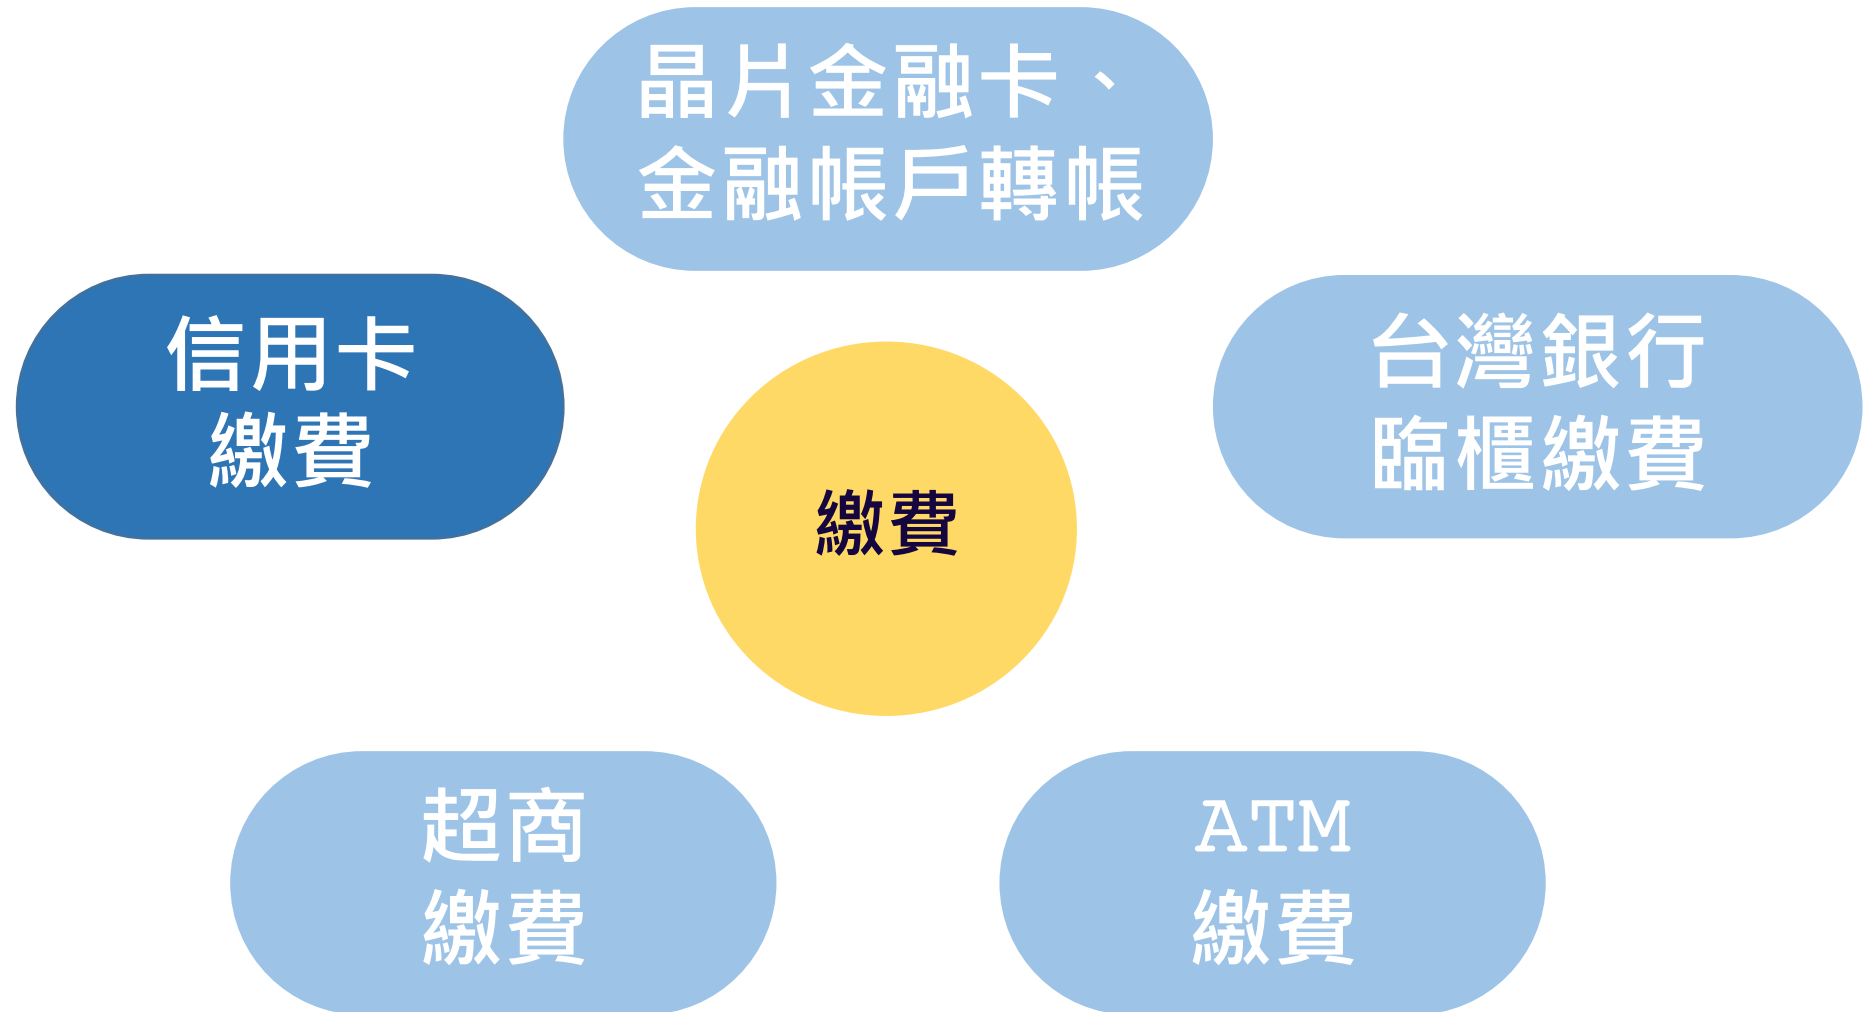 晶片金融卡、
金融帳戶轉帳
信用卡
繳費
台灣銀行
臨櫃繳費
繳費
超商
繳費
ATM
繳費